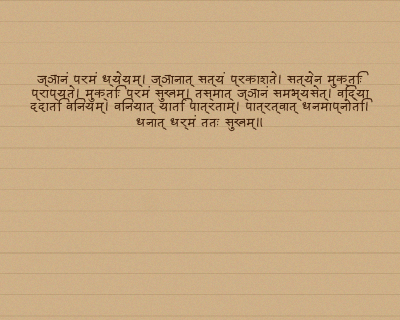 ज्ञानं परमं ध्येयम्। ज्ञानात् सत्यं प्रकाशते। सत्येन मुक्तिः
प्राप्यते। मुक्तिः परमं सुखम्। तस्मात् ज्ञानं समभ्यसेत्। विद्या
ददाति विनयम्। विनयात् याति पात्रताम्। पात्रत्वात् धनमाप्नोति।
धनात् धर्मं ततः सुखम्॥